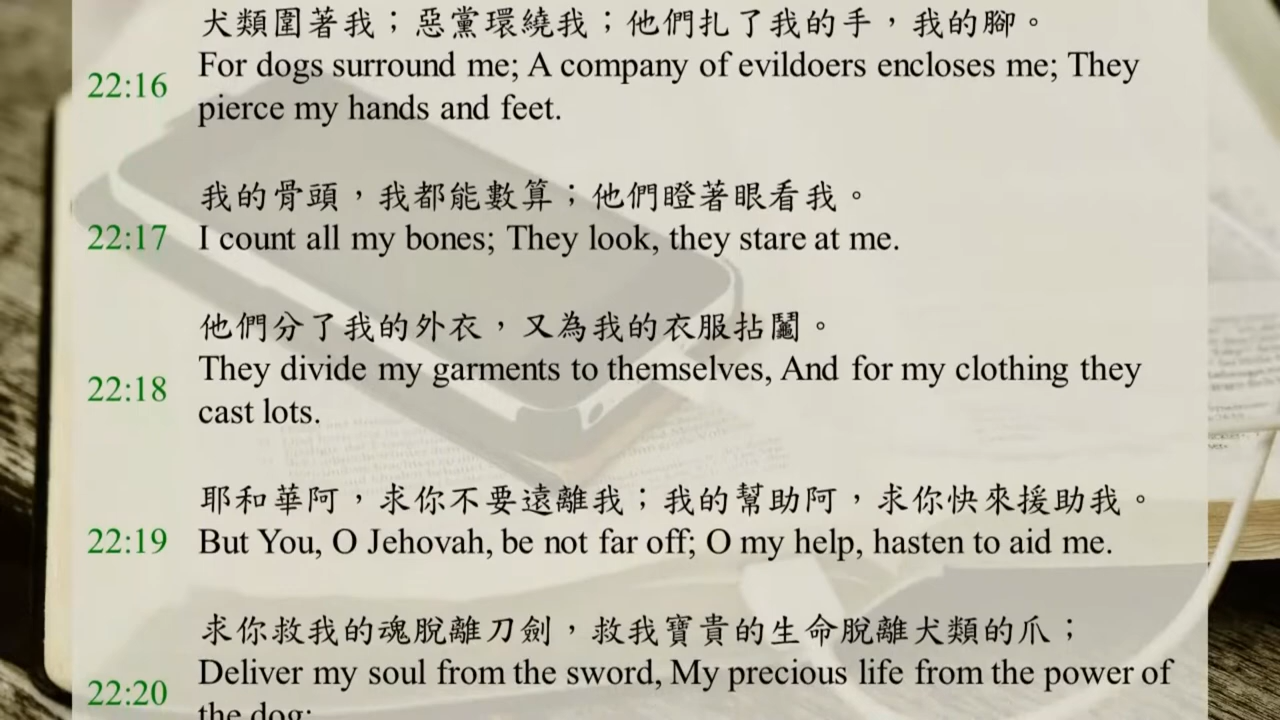 犬類圍著我；惡黨環繞我；他們扎了我的手，我的腳。
22:16 For dogs surround me; A company of evildoers encloses me; They
pierce my hands and feet.
我的骨頭，我都能數算；他們瞪著眼看我。
22:17 I count all my bones; They look, they stare at me.
他們分了我的外衣，又為我的衣服拈鬮。
22:18 They divide my garments to themselves, And for my clothing they
cast lots.
耶和華阿，求你不要遠離我；我的幫助阿，求你快來援助我。
22:19 But You, O Jehovah, be not far off; O my help, hasten to aid me.
求你救我的魂脫離刀劍，救我寶貴的生命脫離犬類的爪；
22:20 Deliver my soul from the sword, My precious life from the power of
the dog;